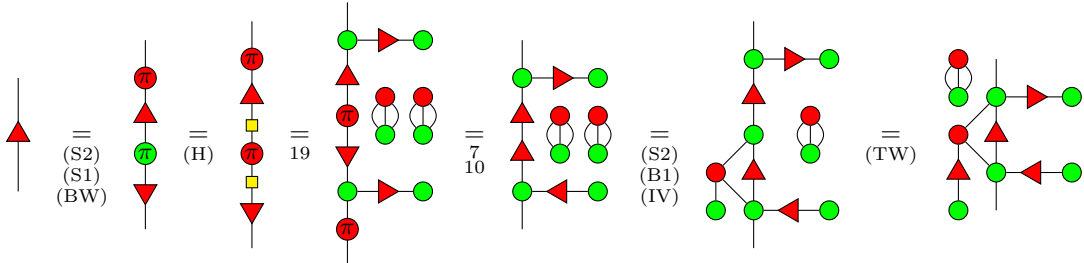 π
π
=
(S2)
(S1)
(BW)
=
(H)
π
π
=
19
π
π
=
7
10
=
(S2)
(B1)
(IV)
=
(TW)